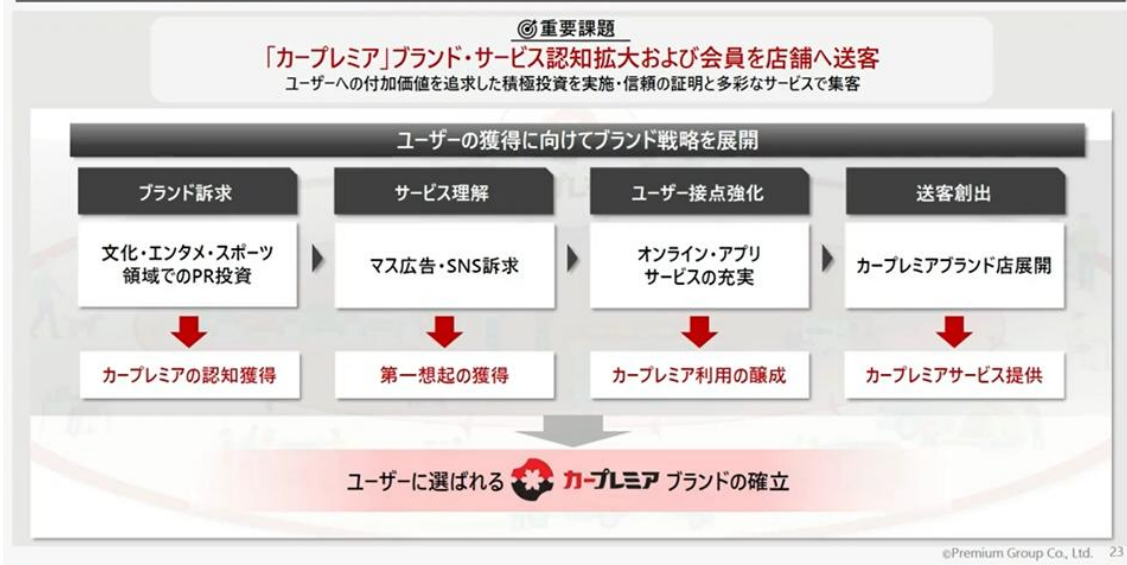 重要課題
「カープレミア」ブランド・サービス認知拡大および会員を店舗へ送客
ユーザーへの付加価値を追求した積極投資を実施・信頼の証明と多彩なサービスで集客
ユーザーの獲得に向けてブランド戦略を展開
ブランド訴求
サービス理解
ユーザー接点強化
送客創出
文化・エンタメ・スポーツ
領域でのPR投資
マス広告・SNS訴求
オンライン・アプリ
サービスの充実
カープレミアブランド店展開
カープレミアの認知獲得
第一想起の獲得
カープレミア利用の醸成
カープレミアサービス提供
ユーザーに選ばれる カープレミア ブランドの確立
©Premium Group Co., Ltd. 23